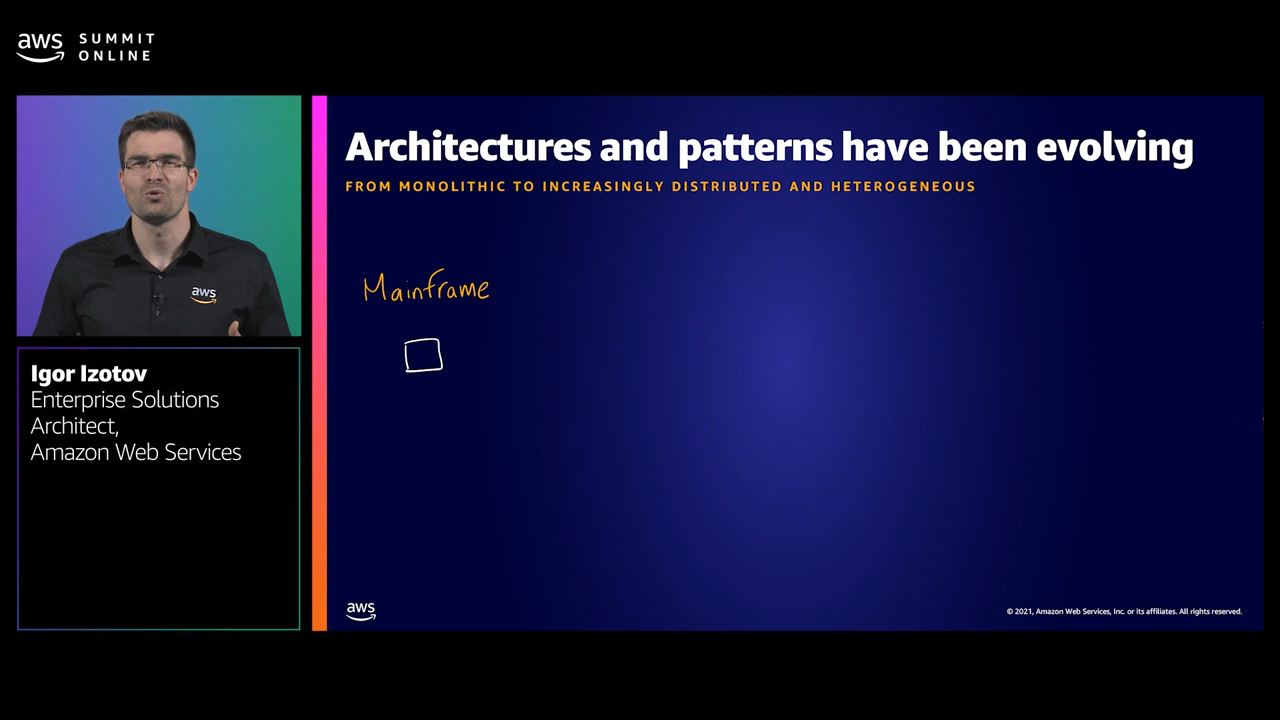 aws SUMMIT
ONLINE
aws
Igor Izotov
Enterprise Solutions
Architect,
Amazon Web Services
Architectures and patterns have been evolving
FROM MONOLITHIC TO INCREASINGLY DISTRIBUTED AND HETEROGENEOUS
Mainframe
aws
© 2021, Amazon Web Services, Inc. or its affiliates. All rights reserved.